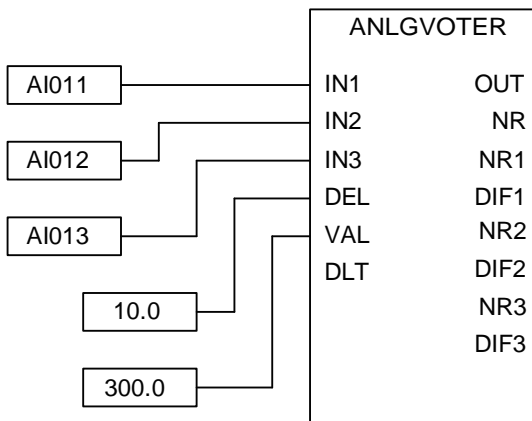 ANLGVOTER
AI011 IN1 OUT
IN2 NR
AI012 IN3 NR1
DEL DIF1
AI013 VAL NR2
DLT DIF2
10.0 NR3
DIF3
300.0